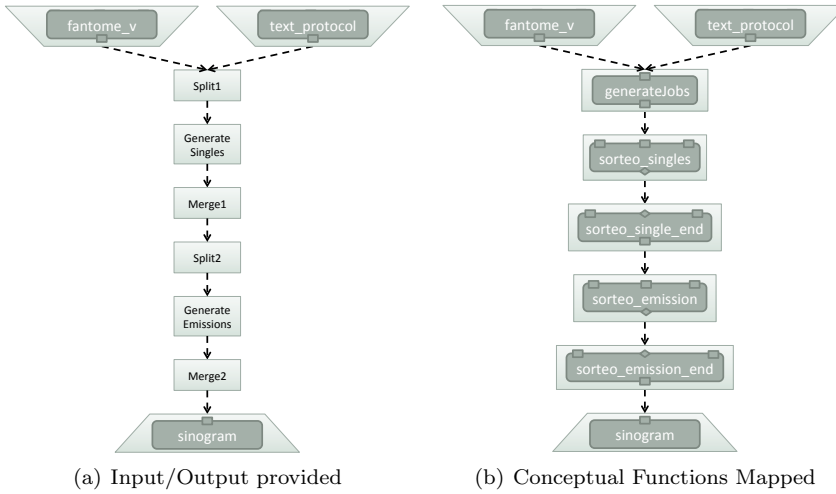 fantome_v
text_protocol
Split1
Generate
Singles
Merge1
Split2
Generate
Emissions
Merge2
sinogram
(a) Input/Output provided
fantome_v
text_protocol
generateJobs
sorteo_singles
sorteo_single_end
sorteo_emission
sorteo_emission_end
sinogram
(b) Conceptual Functions Mapped